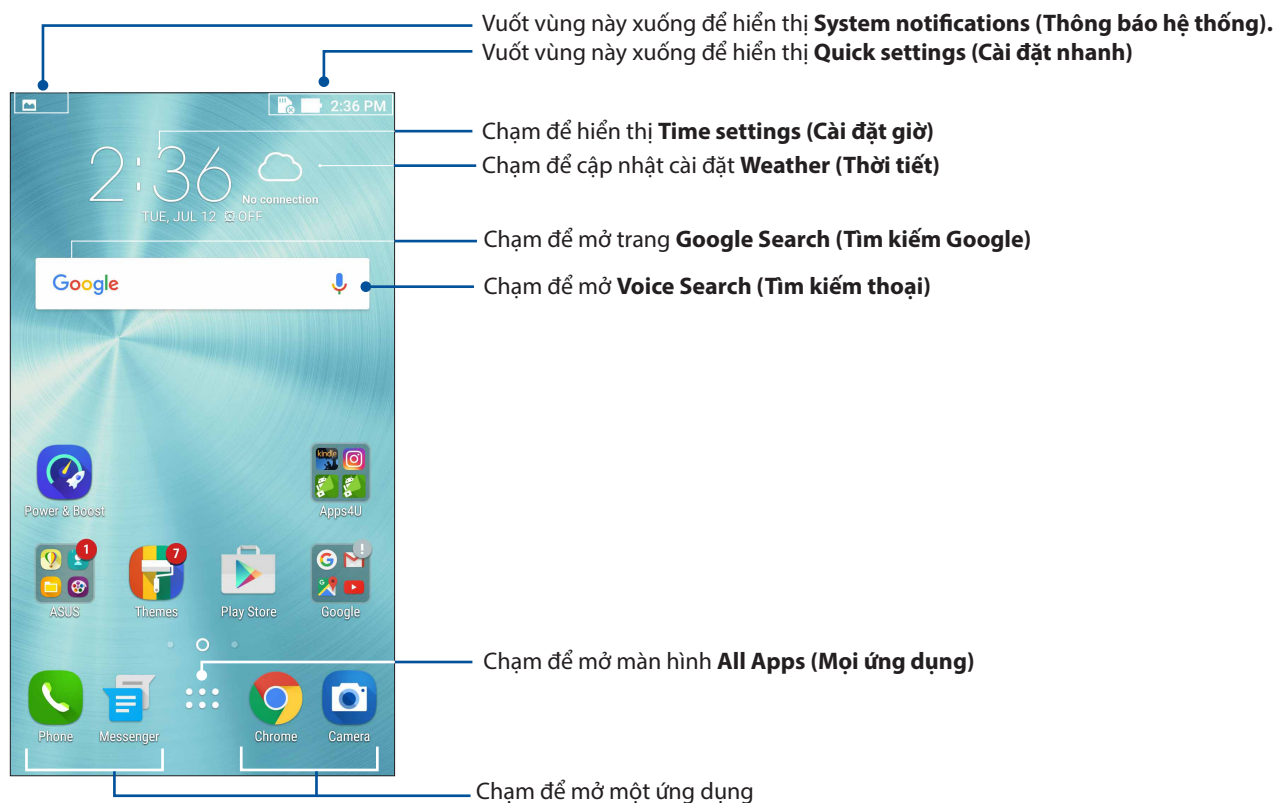 Vuốt vùng này xuống để hiển thị System notifications (Thông báo hệ thống).
Vuốt vùng này xuống để hiển thị Quick settings (Cài đặt nhanh)
2:36 PM
Chạm để hiển thị Time settings (Cài đặt giờ)
2:36
Chạm để cập nhật cài đặt Weather (Thời tiết)
No connection
TUE, JUL 12 OFF
Chạm để mở trang Google Search (Tìm kiếm Google)
Google
Chạm để mở Voice Search (Tìm kiếm thoại)
kindle
Power & Boost
Apps4U
1
7
!
ASUS
Themes
Play Store
Google
Chạm để mở màn hình All Apps (Mọi ứng dụng)
Phone
Messenger
Chrome
Camera
Chạm để mở một ứng dụng